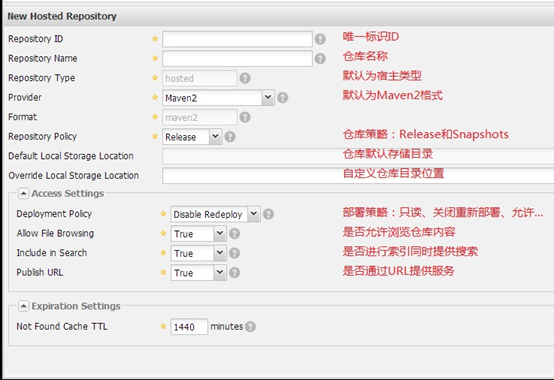 New Hosted Repository
Repository ID 唯一标识ID
Repository Name 仓库名称
Repository Type hosted 默认为宿主类型
Provider Maven2 默认为Maven2格式
Format maven2
Repository Policy Release 仓库策略：Release和Snapshots
Default Local Storage Location 仓库默认存储目录
Override Local Storage Location 自定义仓库目录位置
Access Settings
Deployment Policy Disable Redeploy 部署策略：只读、关闭重新部署、允许...
Allow File Browsing True 是否允许浏览仓库内容
Include in Search True 是否进行索引同时提供搜索
Publish URL True 是否通过URL提供服务
Expiration Settings
Not Found Cache TTL 1440 minutes